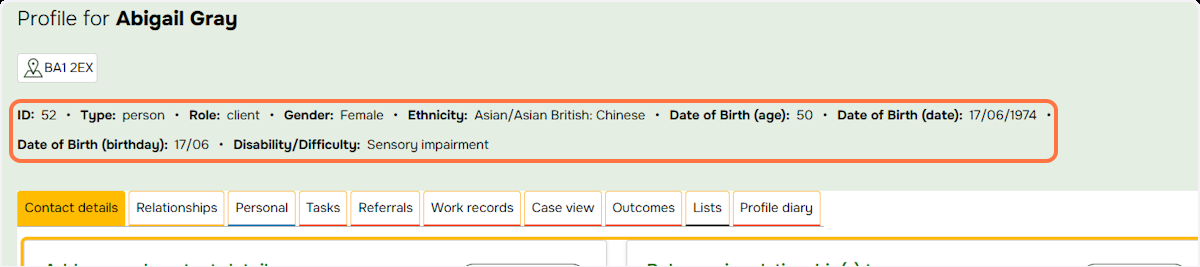 Profile for Abigail Gray
BA1 2EX
ID: 52 • Type: person • Role: client • Gender: Female • Ethnicity: Asian/Asian British: Chinese • Date of Birth (age): 50 • Date of Birth (date): 17/06/1974 •
Date of Birth (birthday): 17/06 • Disability/Difficulty: Sensory impairment
Contact details Relationships Personal Tasks Referrals Work records Case view Outcomes Lists Profile diary